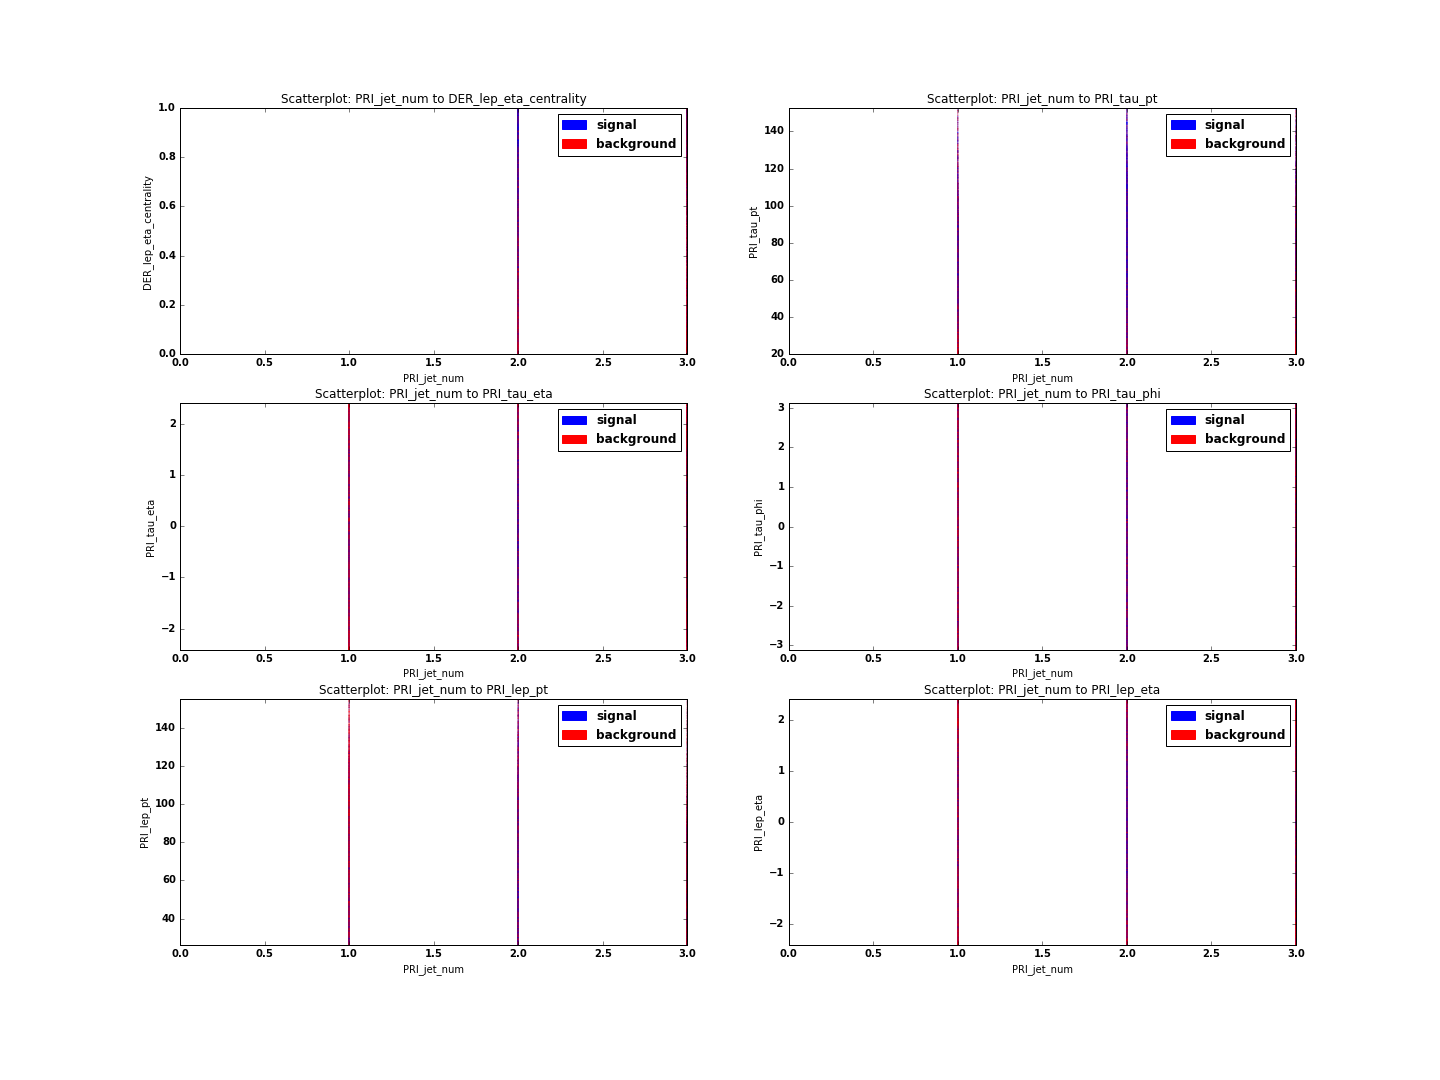 Scatterplot: PRI_jet_num to DER_lep_eta_centrality
1.0
0.8
0.6
0.4
0.2
0.0
DER_lep_eta_centrality
signal
background
0.0 0.5 1.0 1.5 2.0 2.5 3.0
PRI_jet_num
Scatterplot: PRI_jet_num to PRI_tau_pt
140
120
100
80
60
40
20
PRI_tau_pt
signal
background
0.0 0.5 1.0 1.5 2.0 2.5 3.0
PRI_jet_num
Scatterplot: PRI_jet_num to PRI_tau_eta
2
1
0
−1
−2
PRI_tau_eta
signal
background
0.0 0.5 1.0 1.5 2.0 2.5 3.0
PRI_jet_num
Scatterplot: PRI_jet_num to PRI_tau_phi
3
2
1
0
−1
−2
−3
PRI_tau_phi
signal
background
0.0 0.5 1.0 1.5 2.0 2.5 3.0
PRI_jet_num
Scatterplot: PRI_jet_num to PRI_lep_pt
140
120
100
80
60
40
PRI_lep_pt
signal
background
0.0 0.5 1.0 1.5 2.0 2.5 3.0
PRI_jet_num
Scatterplot: PRI_jet_num to PRI_lep_eta
2
1
0
−1
−2
PRI_lep_eta
signal
background
0.0 0.5 1.0 1.5 2.0 2.5 3.0
PRI_jet_num